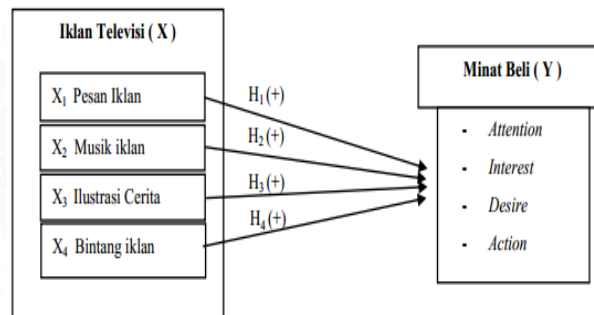 Iklan Televisi ( X )
X₁ Pesan Iklan
X₂ Musik iklan
X₃ Ilustrasi Cerita
X₄ Bintang iklan
H₁(+)
H₂(+)
H₃(+)
H₄(+)
Minat Beli ( Y )
- Attention
- Interest
- Desire
- Action